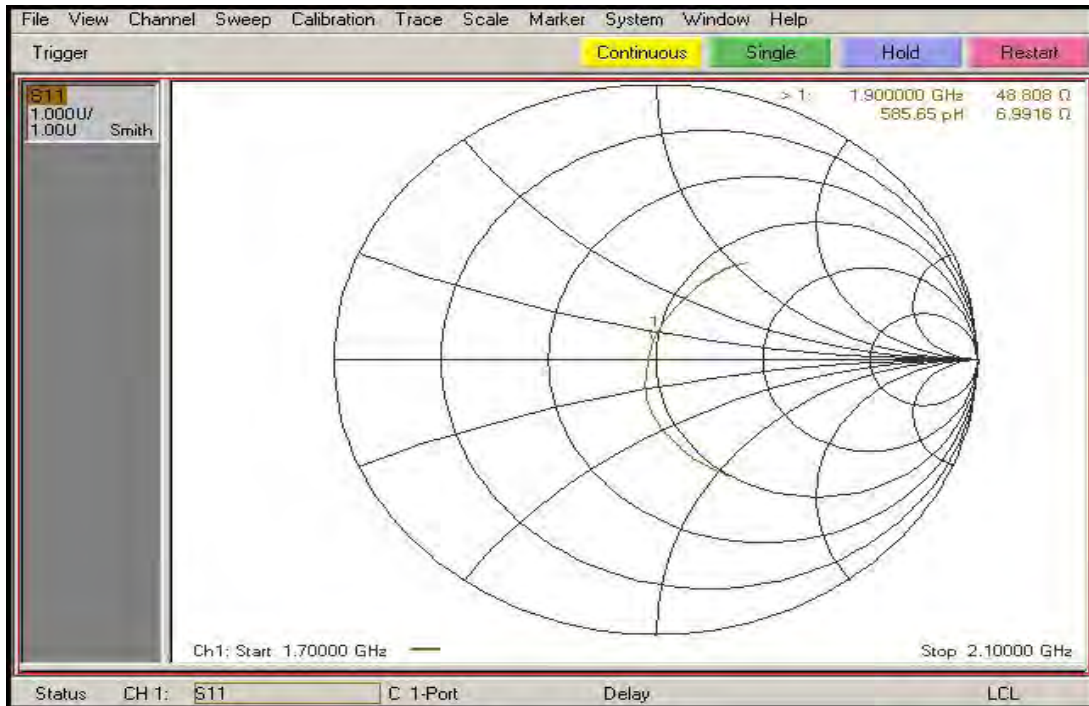 File View Channel Sweep Calibration Trace Scale Marker System Window Help
Trigger Continuous Single Hold Restart
S11
1.000U/
1.00U Smith
> 1: 1.900000 GHz 48.808 Ω
585.65 pH 6.9916 Ω
1
Ch1: Start 1.70000 GHz Stop 2.10000 GHz
Status CH 1: S11 C 1-Port Delay LCL